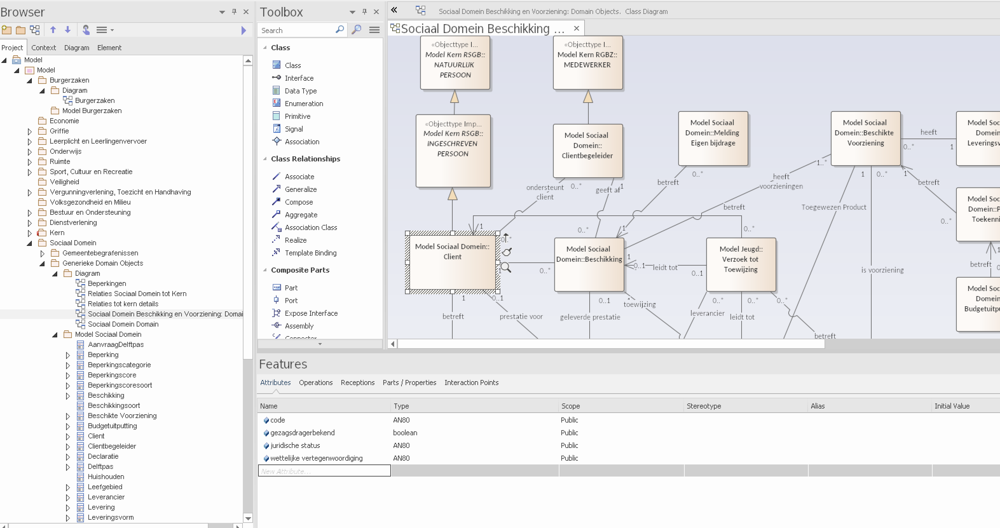 Browser
Project Context Diagram Element
Model
Model
Burgerzaken
Diagram
Burgerzaken
Model Burgerzaken
Economie
Griffie
Leerplicht en Leerlingenvervoer
Onderwijs
Ruimte
Sport, Cultuur en Recreatie
Veiligheid
Vergunningverlening, Toezicht en Handhaving
Volksgezondheid en Milieu
Bestuur en Ondersteuning
Dienstverlening
Kern
Sociaal Domein
Gemeentebegrafenissen
Generieke Domain Objects
Diagram
Beperkingen
Relaties Sociaal Domein tot Kern
Relaties tot kern details
Sociaal Domein Beschikking en Voorziening: Domai
Sociaal Domein Domain
Model Sociaal Domein
AanvraagDelftpas
Beperking
Beperkingscategorie
Beperkingscore
Beperkingscoresoort
Beschikking
Beschikkingsoort
Beschikte Voorziening
Budgetuitputting
Client
Clientbegeleider
Declaratie
Delftpas
Huishouden
Leefgebied
Leverancier
Levering
Leveringsvorm
Toolbox
Search
Class
Class
Interface
Data Type
Enumeration
Primitive
Signal
Association
Class Relationships
Associate
Generalize
Compose
Aggregate
Association Class
Realize
Template Binding
Composite Parts
Part
Port
Expose Interface
Assembly
Connector
Sociaal Domein Beschikking en Voorziening: Domain Objects. Class Diagram
Sociaal Domein Beschikking ...
«Objecttype I...
Model Kern RSGB::
NATUURLIJK
PERSOON
«Objecttype I...
Model Kern RGBZ::
MEDEWERKER
«Objecttype Imp...
Model Kern RSGB::
INGESCHREVEN
PERSOON
Model Sociaal
Domein::
Clientbegeleider
Model Sociaal
Domein::Melding
Eigen bijdrage
Model Sociaal
Domein::Beschikte
Voorziening
heeft
0..*
1
Model Soc
Domein
Leveringsv
1..*
1
0..*
1
betreft
heeft
voorzieningen
0..*
betreft
ondersteunt
client
0..*
geeft af
1
Model Soc
Domein::P
Toekenni
0..*
betreft
Toegewezen Product
1
0..*
1
0..*
0..*
Model Sociaal Domein::
Client
1
0..*
Model Sociaal
Domein::Beschikking
1
0..1
leidt tot
0..1
Model Jeugd::
Verzoek tot
Toewijzing
is voorziening
1
betreft
Model Soc
Domein
Budgetuitpu
1
0..1
betreft
prestatie voor
0..1
geleverde prestatie
toewijzing
0..*
0..*
0..*
leverancier
leidt tot
betreft
Features
Attributes Operations Receptions Parts / Properties Interaction Points
Name Type Scope Stereotype Alias Initial Value
code AN80 Public
gezagsdragerbekend boolean Public
juridische status AN80 Public
wettelijke vertegenwoordiging AN80 Public
New Attribute...